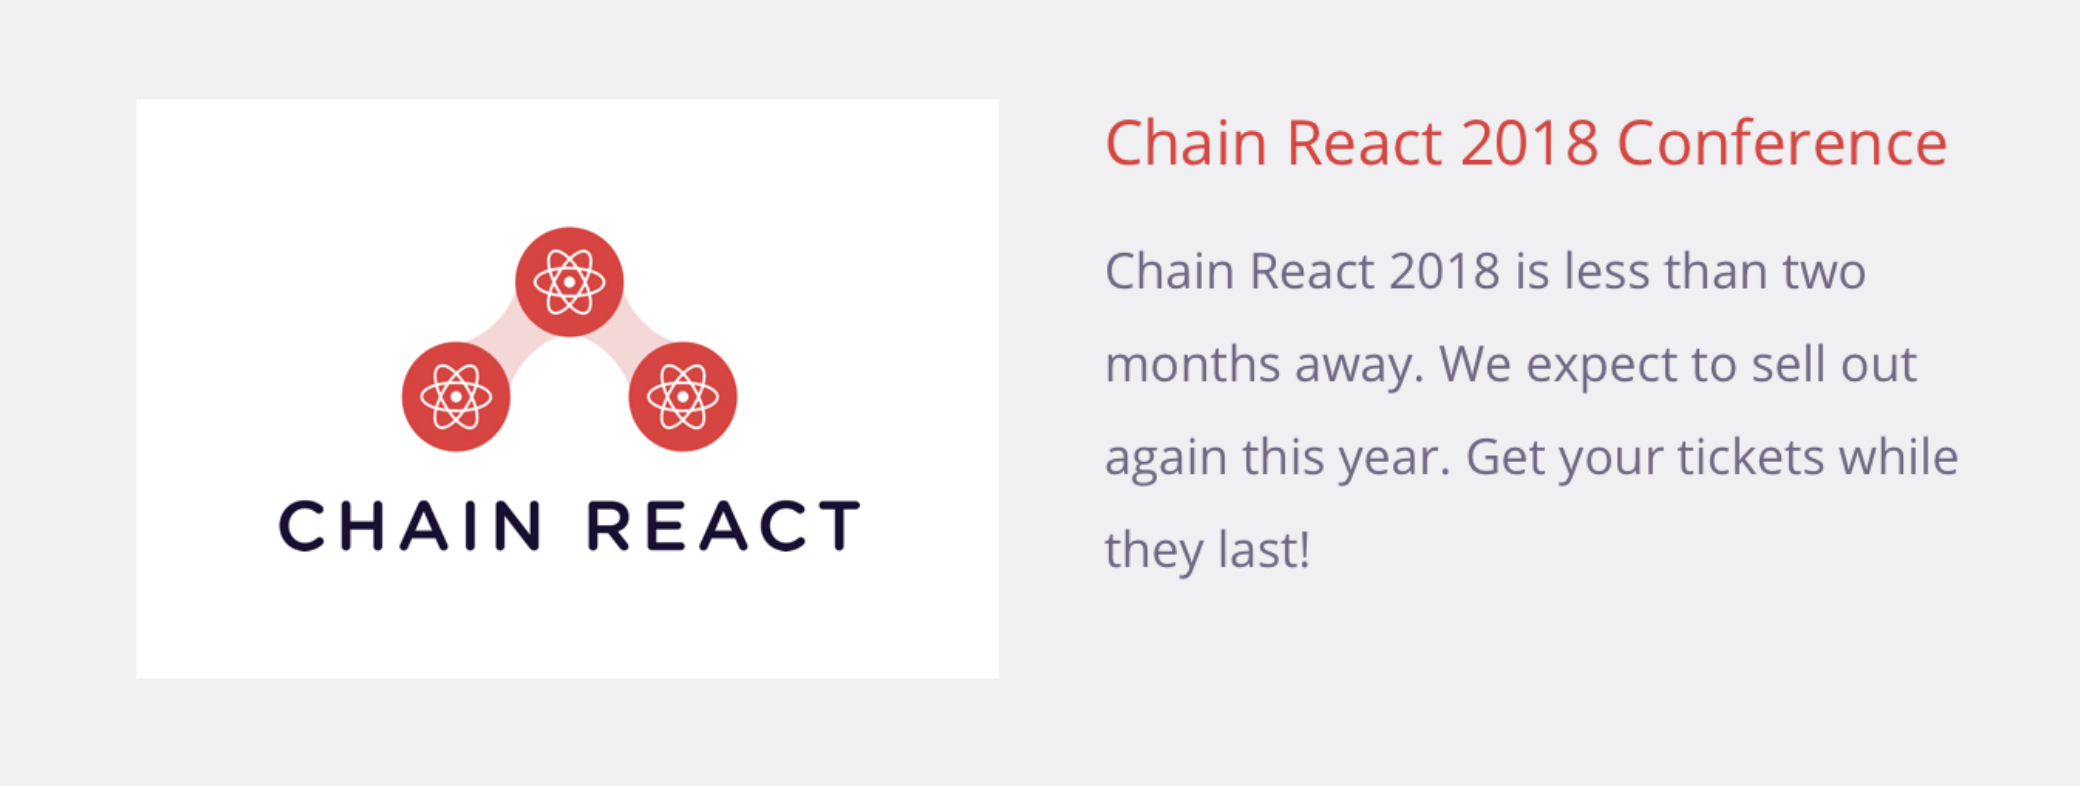 CHAIN REACT
Chain React 2018 Conference
Chain React 2018 is less than two
months away. We expect to sell out
again this year. Get your tickets while
they last!